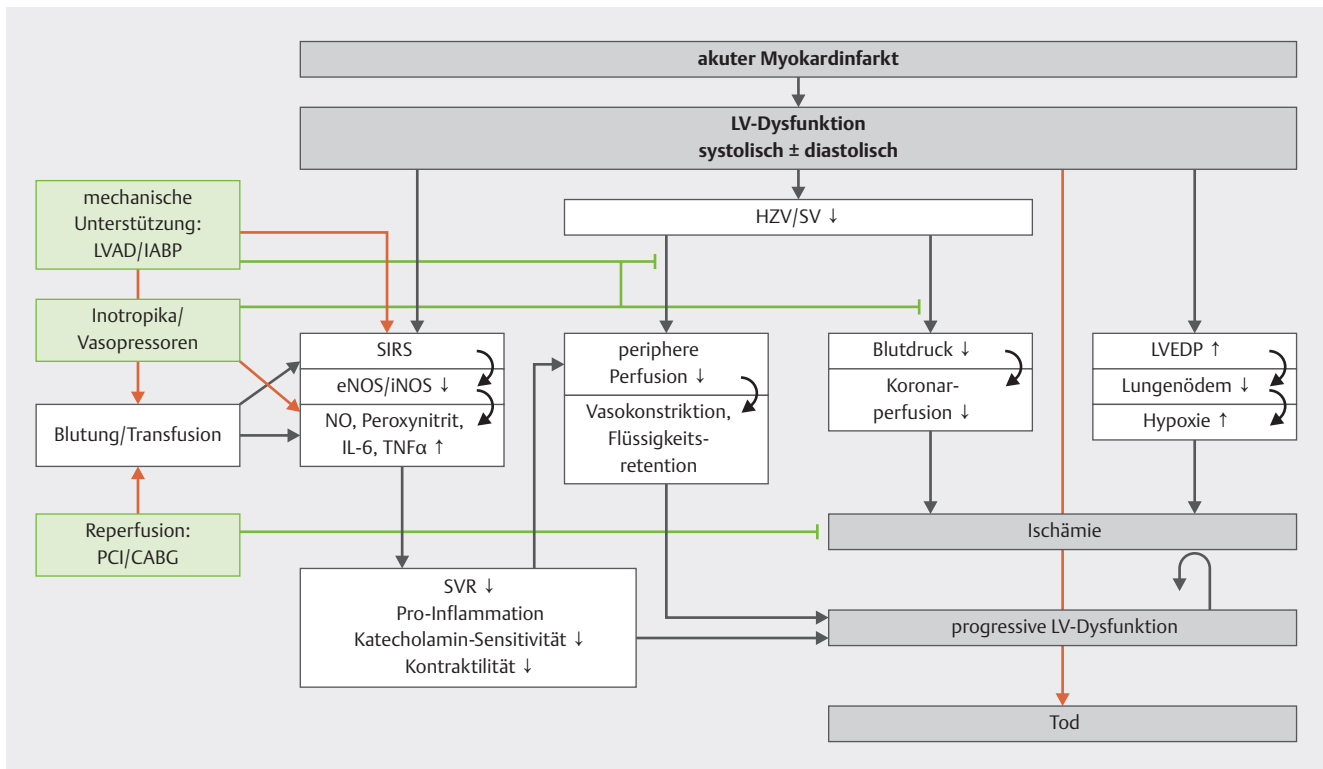 akuter Myokardinfarkt
LV-Dysfunktion
systolisch ± diastolisch
mechanische
Unterstützung:
LVAD/IABP
HZV/SV ↓
Inotropika/
Vasopressoren
SIRS
eNOS/iNOS ↓
NO, Peroxynitrit,
IL-6, TNFα ↑
periphere
Perfusion ↓
Vasokonstriktion,
Flüssigkeits-
retention
Blutdruck ↓
Koronar-
perfusion ↓
LVEDP ↑
Lungenödem ↓
Hypoxie ↑
Blutung/Transfusion
Reperfusion:
PCI/CABG
Ischämie
SVR ↓
Pro-Inflammation
Katecholamin-Sensitivität ↓
Kontraktilität ↓
progressive LV-Dysfunktion
Tod